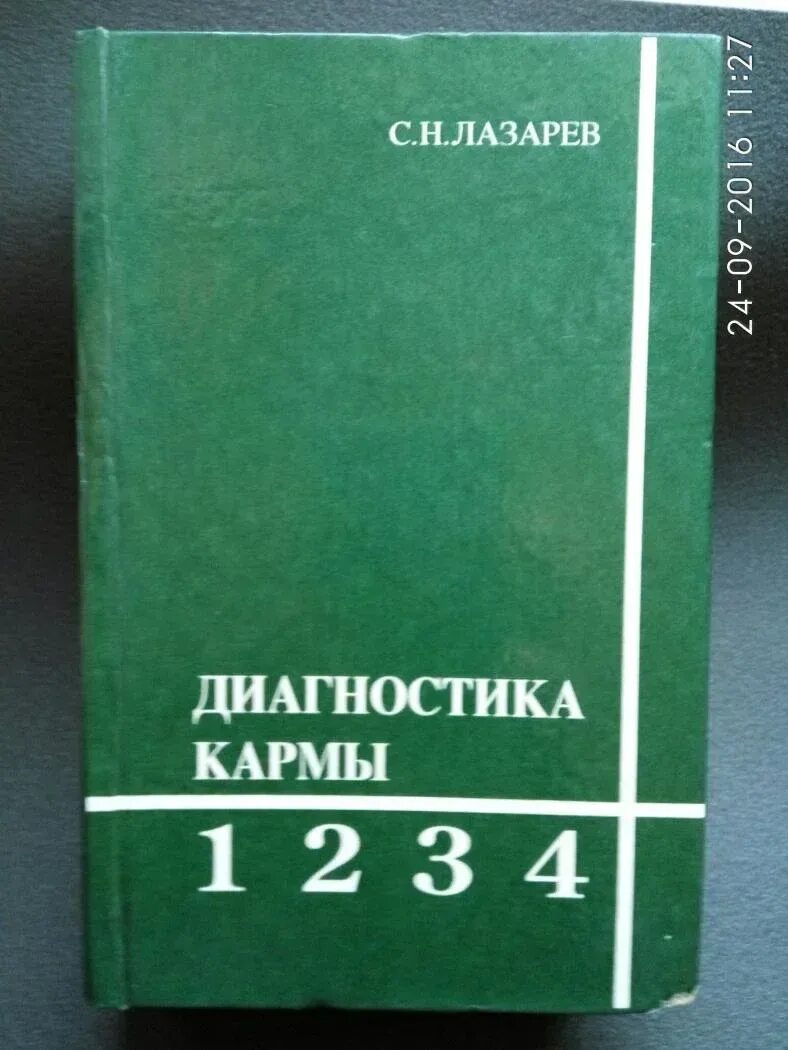 С.Н.ЛАЗАРЕВ
ДИАГНОСТИКА
КАРМЫ
1 2 3 4
24-09-2016 11:27